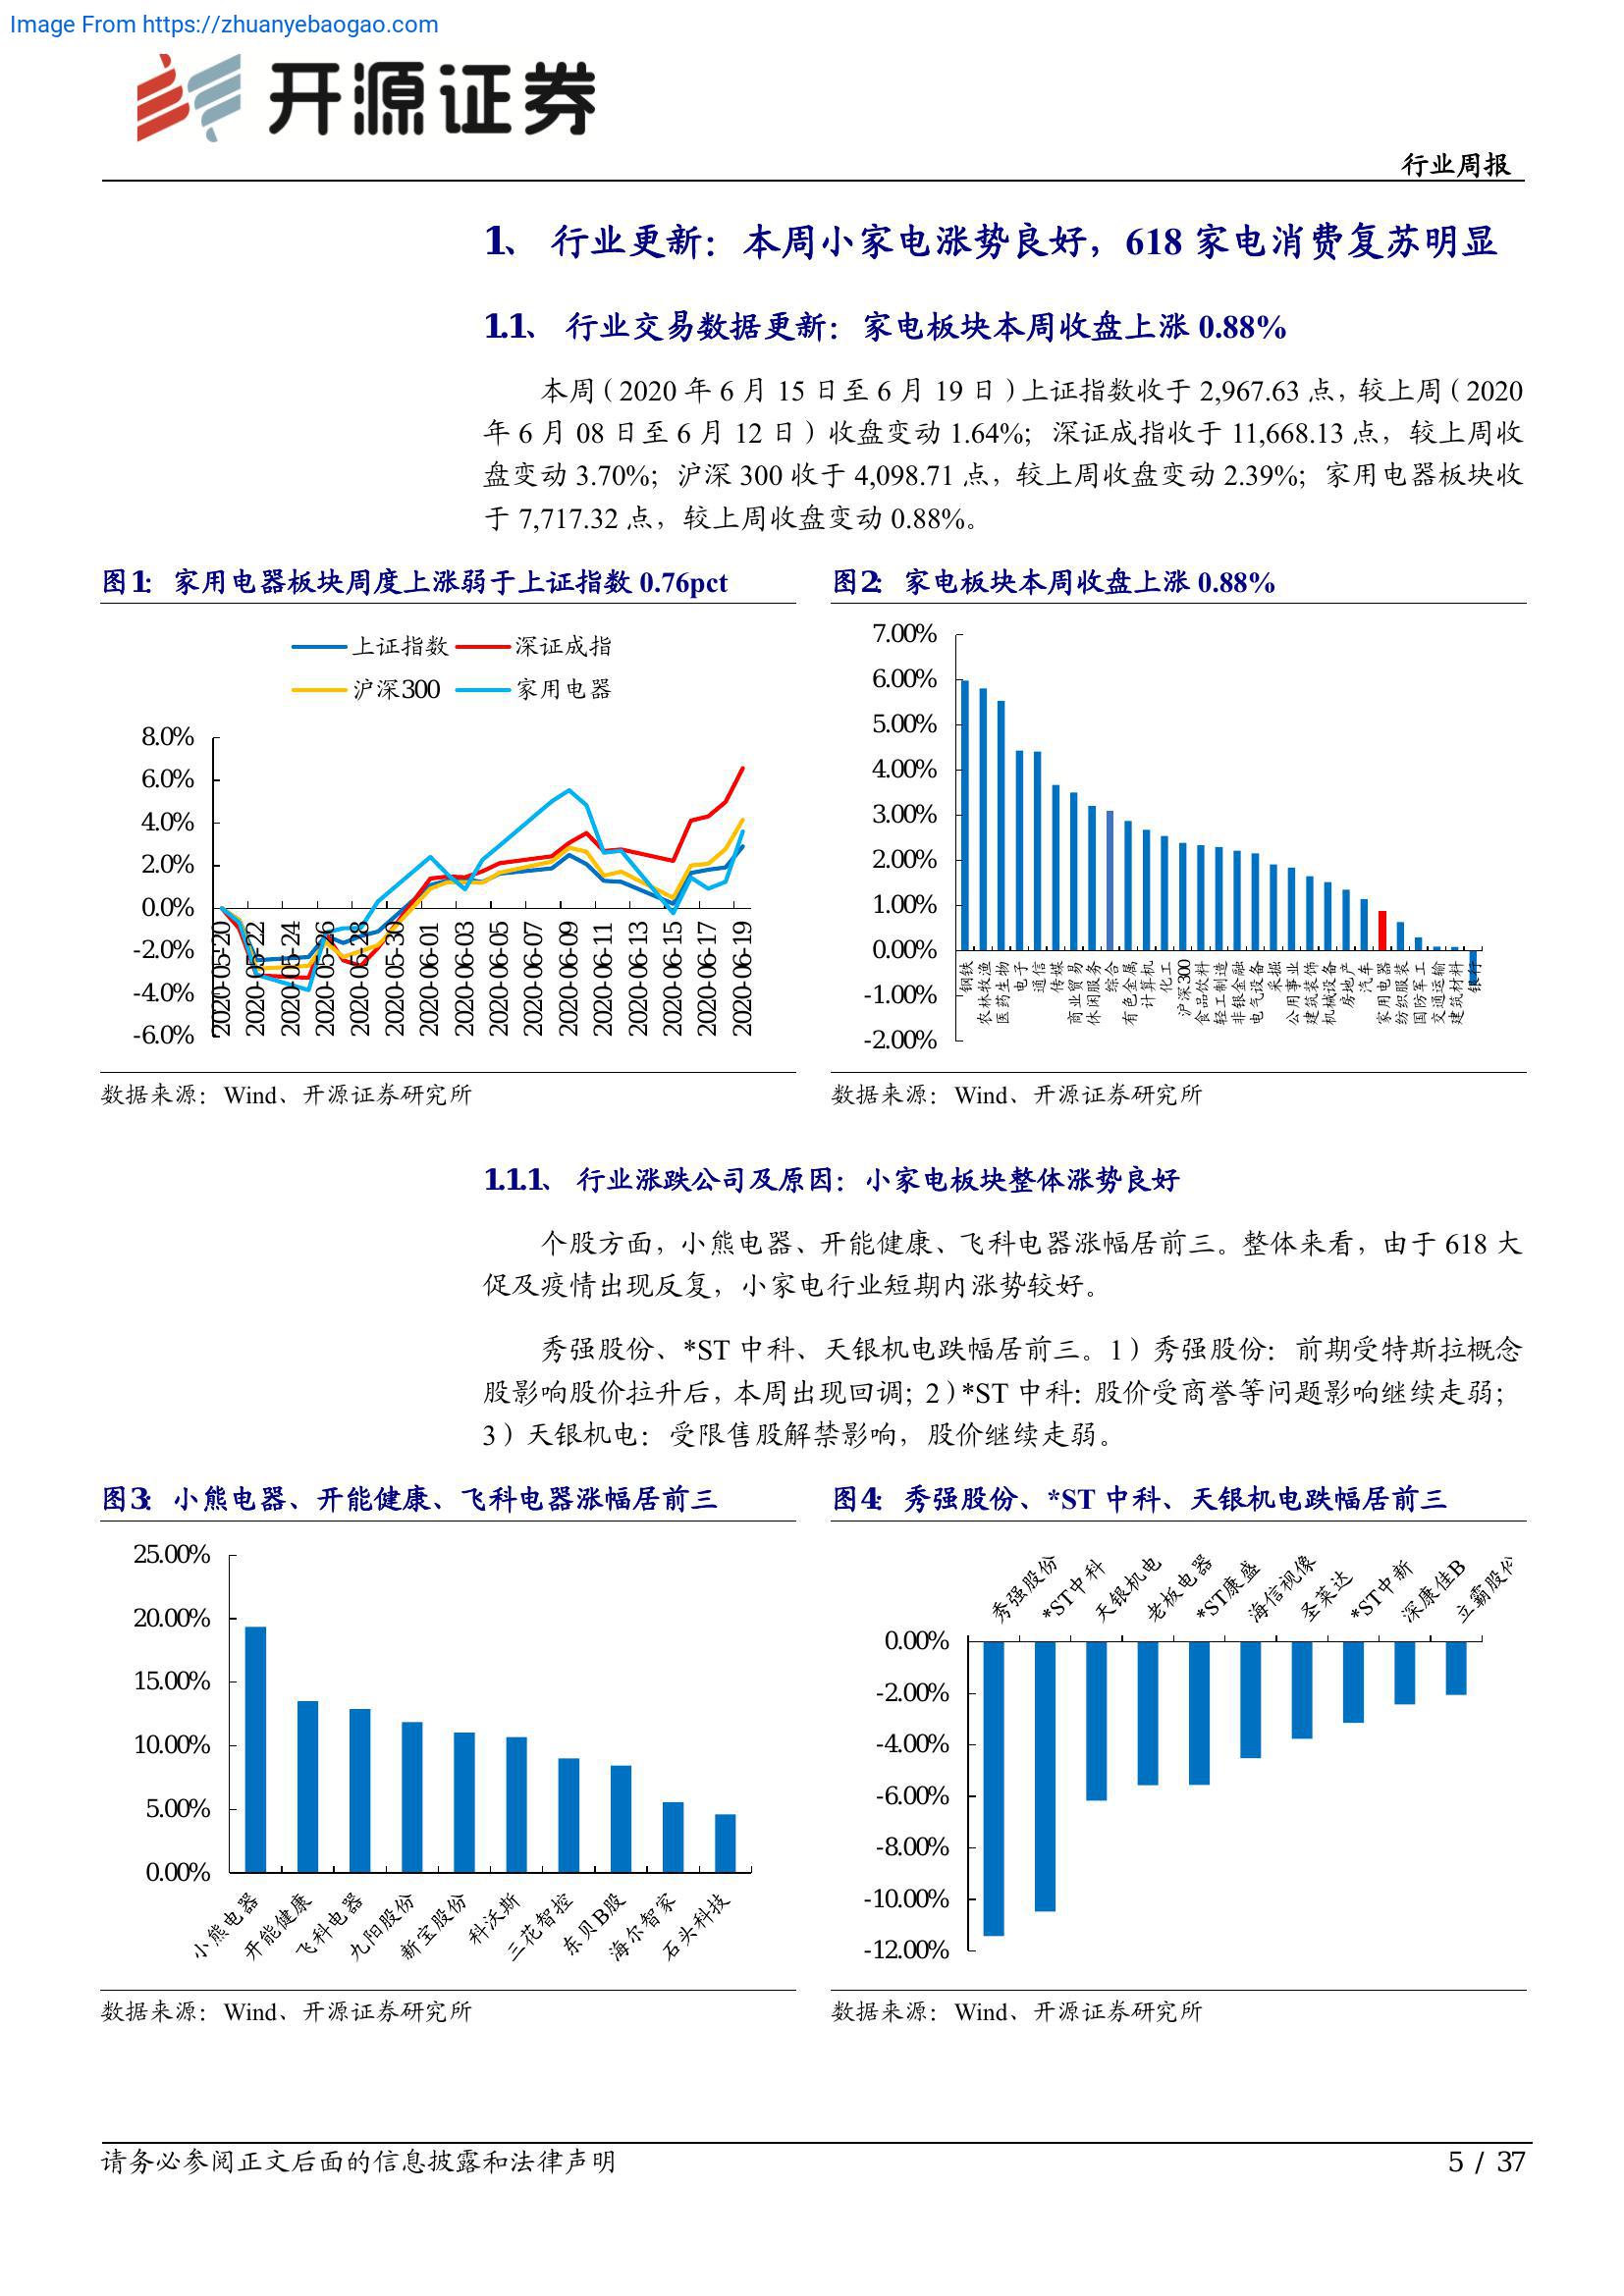 Image From https://zhuanyebaogao.com
开源证券
行业周报
1、 行业更新：本周小家电涨势良好，618 家电消费复苏明显
1.1、 行业交易数据更新：家电板块本周收盘上涨 0.88%
本周（2020 年 6 月 15 日至 6 月 19 日）上证指数收于 2,967.63 点，较上周（2020
年 6 月 08 日至 6 月 12 日）收盘变动 1.64%；深证成指收于 11,668.13 点，较上周收
盘变动 3.70%；沪深 300 收于 4,098.71 点，较上周收盘变动 2.39%；家用电器板块收
于 7,717.32 点，较上周收盘变动 0.88%。
图1： 家用电器板块周度上涨弱于上证指数 0.76pct
上证指数 深证成指
沪深300 家用电器
8.0%
6.0%
4.0%
2.0%
0.0%
-2.0%
-4.0%
-6.0%
2020-05-20
2020-05-22
2020-05-24
2020-05-26
2020-05-28
2020-05-30
2020-06-01
2020-06-03
2020-06-05
2020-06-07
2020-06-09
2020-06-11
2020-06-13
2020-06-15
2020-06-17
2020-06-19
数据来源：Wind、开源证券研究所
图2： 家电板块本周收盘上涨 0.88%
7.00%
6.00%
5.00%
4.00%
3.00%
2.00%
1.00%
0.00%
-1.00%
-2.00%
钢铁
农林牧渔
医药生物
电子
通信
传媒
商业贸易
休闲服务
综合
有色金属
计算机
化工
沪深300
食品饮料
轻工制造
非银金融
电气设备
采掘
公用事业
建筑装饰
机械设备
房地产
汽车
家用电器
纺织服装
国防军工
交通运输
建筑材料
银行
数据来源：Wind、开源证券研究所
1.1.1、 行业涨跌公司及原因：小家电板块整体涨势良好
个股方面，小熊电器、开能健康、飞科电器涨幅居前三。整体来看，由于 618 大
促及疫情出现反复，小家电行业短期内涨势较好。
秀强股份、*ST 中科、天银机电跌幅居前三。1）秀强股份：前期受特斯拉概念
股影响股价拉升后，本周出现回调；2）*ST 中科：股价受商誉等问题影响继续走弱；
3）天银机电：受限售股解禁影响，股价继续走弱。
图3： 小熊电器、开能健康、飞科电器涨幅居前三
25.00%
20.00%
15.00%
10.00%
5.00%
0.00%
小熊电器
开能健康
飞科电器
九阳股份
新宝股份
科沃斯
三花智控
东贝B股
海尔智家
石头科技
数据来源：Wind、开源证券研究所
图4： 秀强股份、*ST 中科、天银机电跌幅居前三
秀强股份
*ST中科
天银机电
老板电器
*ST康盛
海信视像
圣莱达
*ST中新
深康佳B
立霸股份
0.00%
-2.00%
-4.00%
-6.00%
-8.00%
-10.00%
-12.00%
数据来源：Wind、开源证券研究所
请务必参阅正文后面的信息披露和法律声明
5 / 37